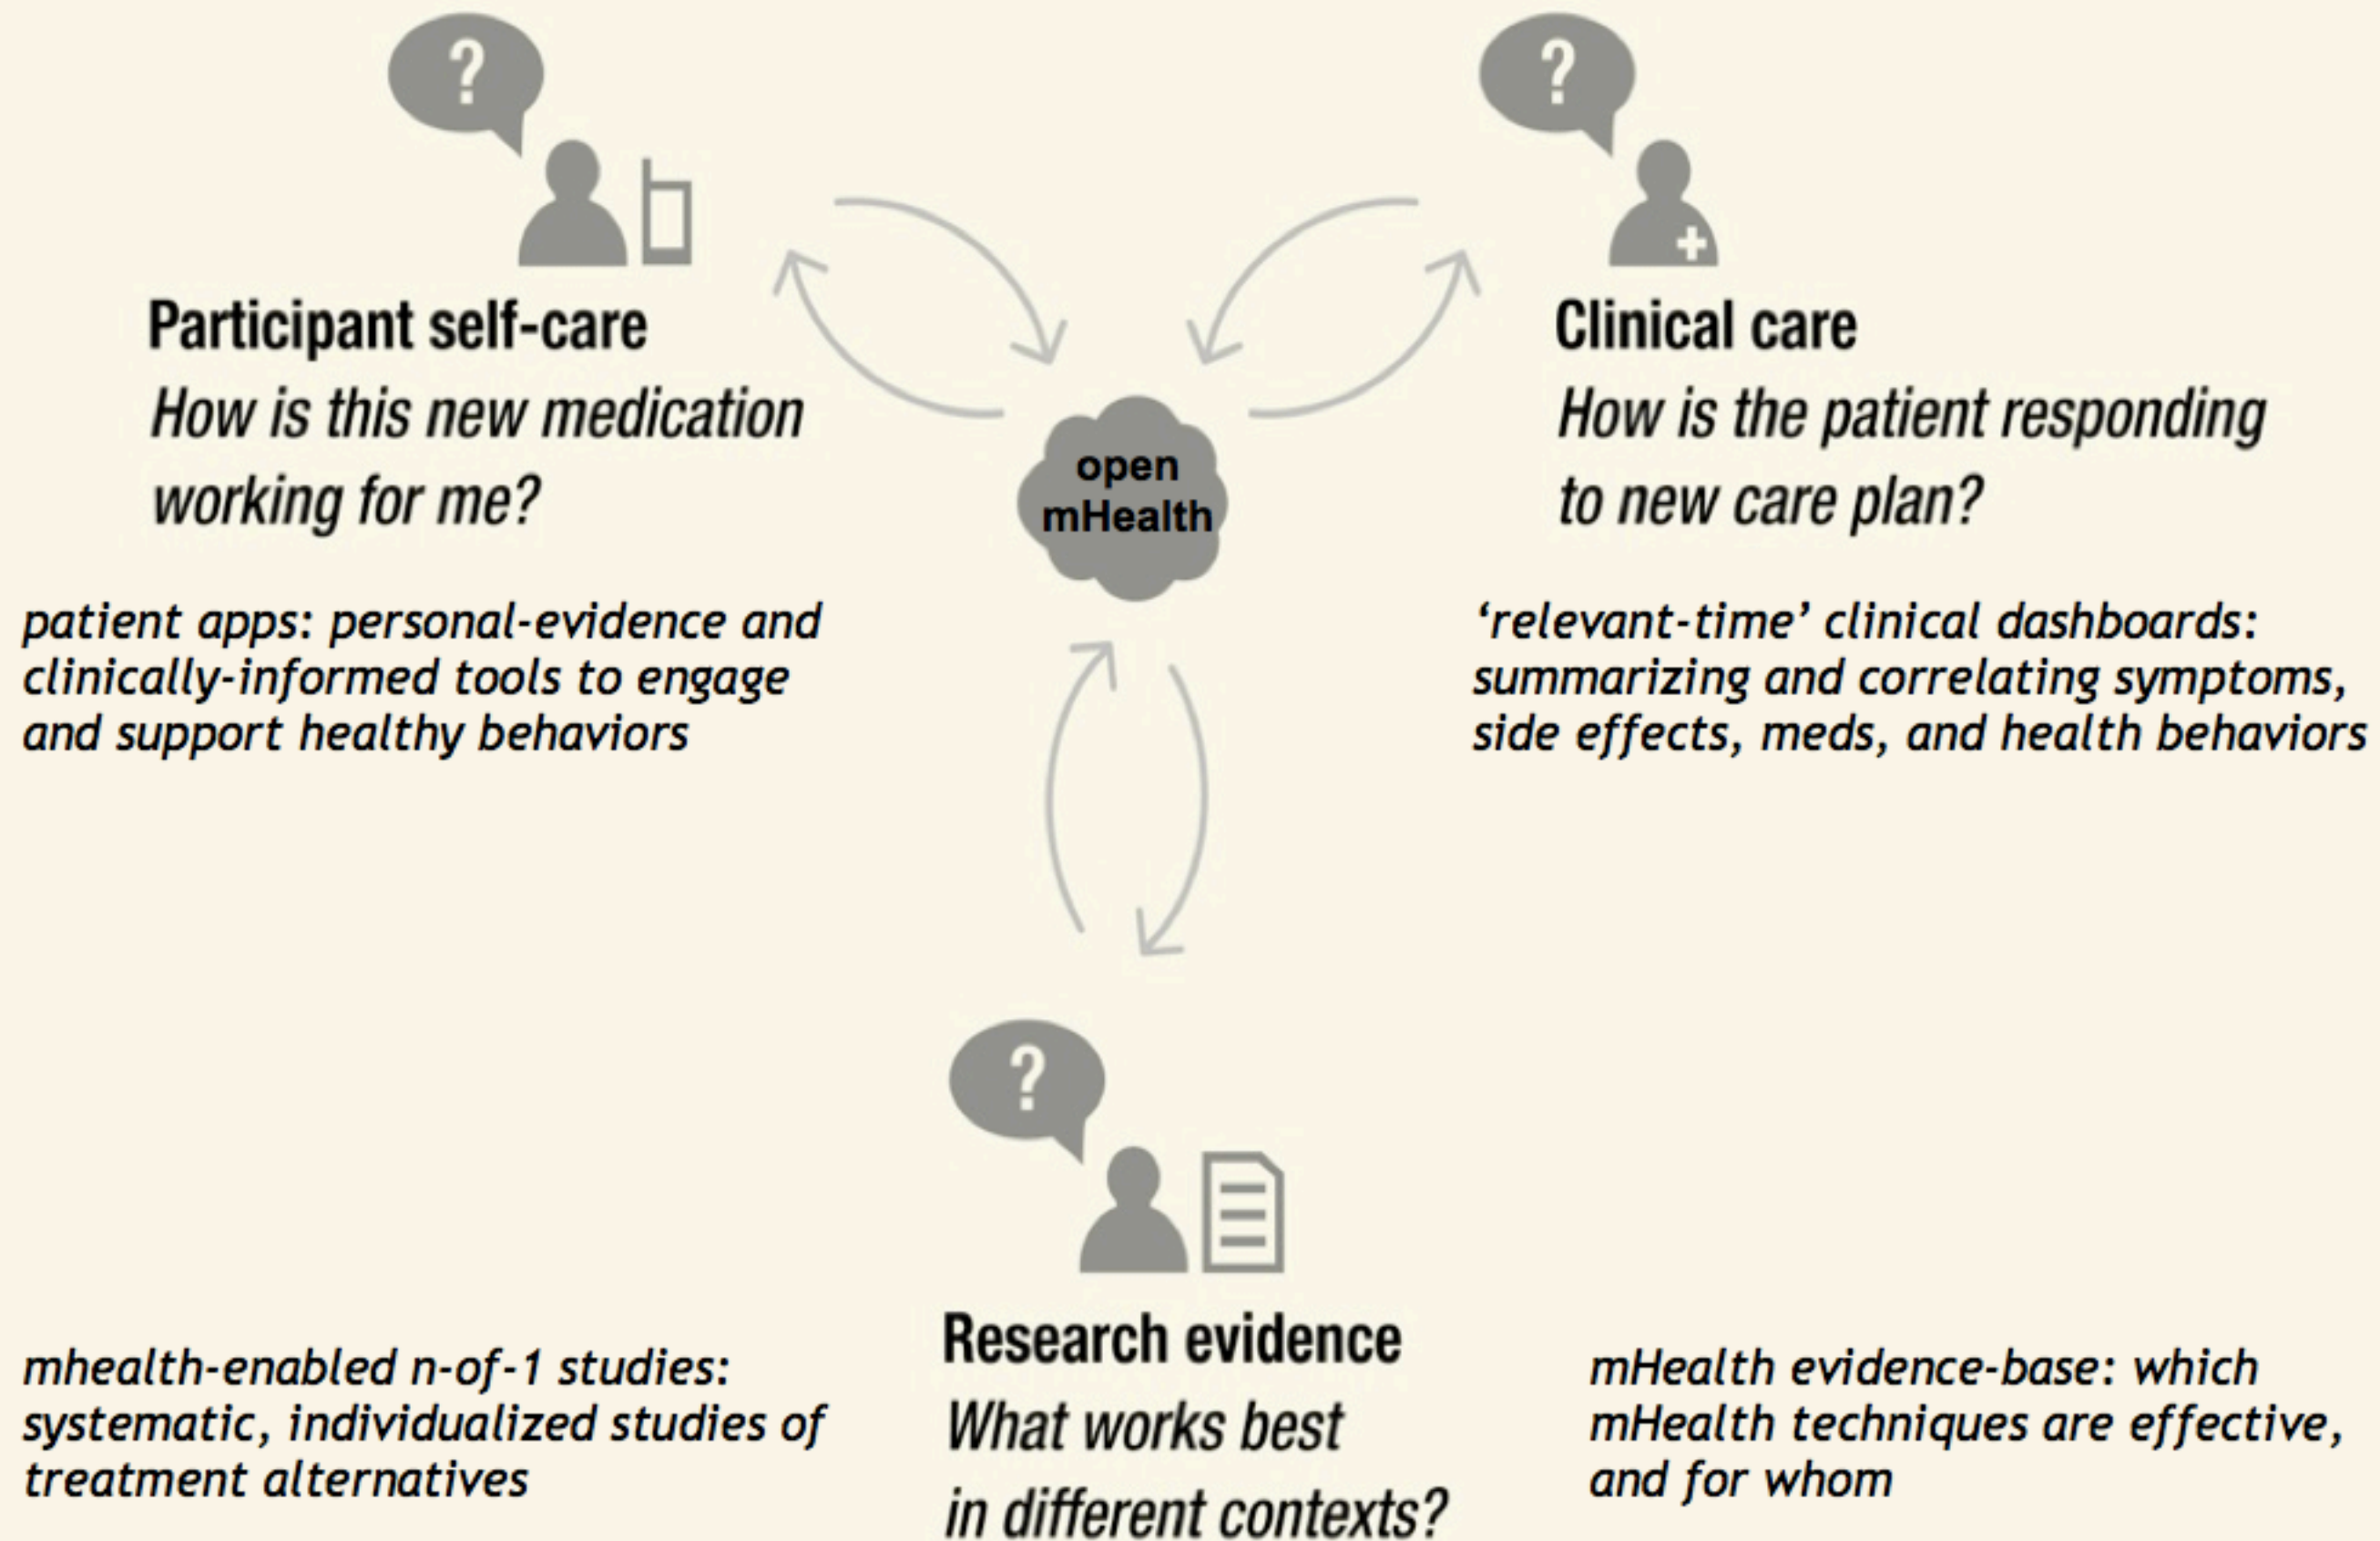 ?
?
Participant self-care
How is this new medication
working for me?
patient apps: personal-evidence and
clinically-informed tools to engage
and support healthy behaviors
open
mHealth
Clinical care
How is the patient responding
to new care plan?
‘relevant-time’ clinical dashboards:
summarizing and correlating symptoms,
side effects, meds, and health behaviors
?
mhealth-enabled n-of-1 studies:
systematic, individualized studies of
treatment alternatives
Research evidence
What works best
in different contexts?
mHealth evidence-base: which
mHealth techniques are effective,
and for whom